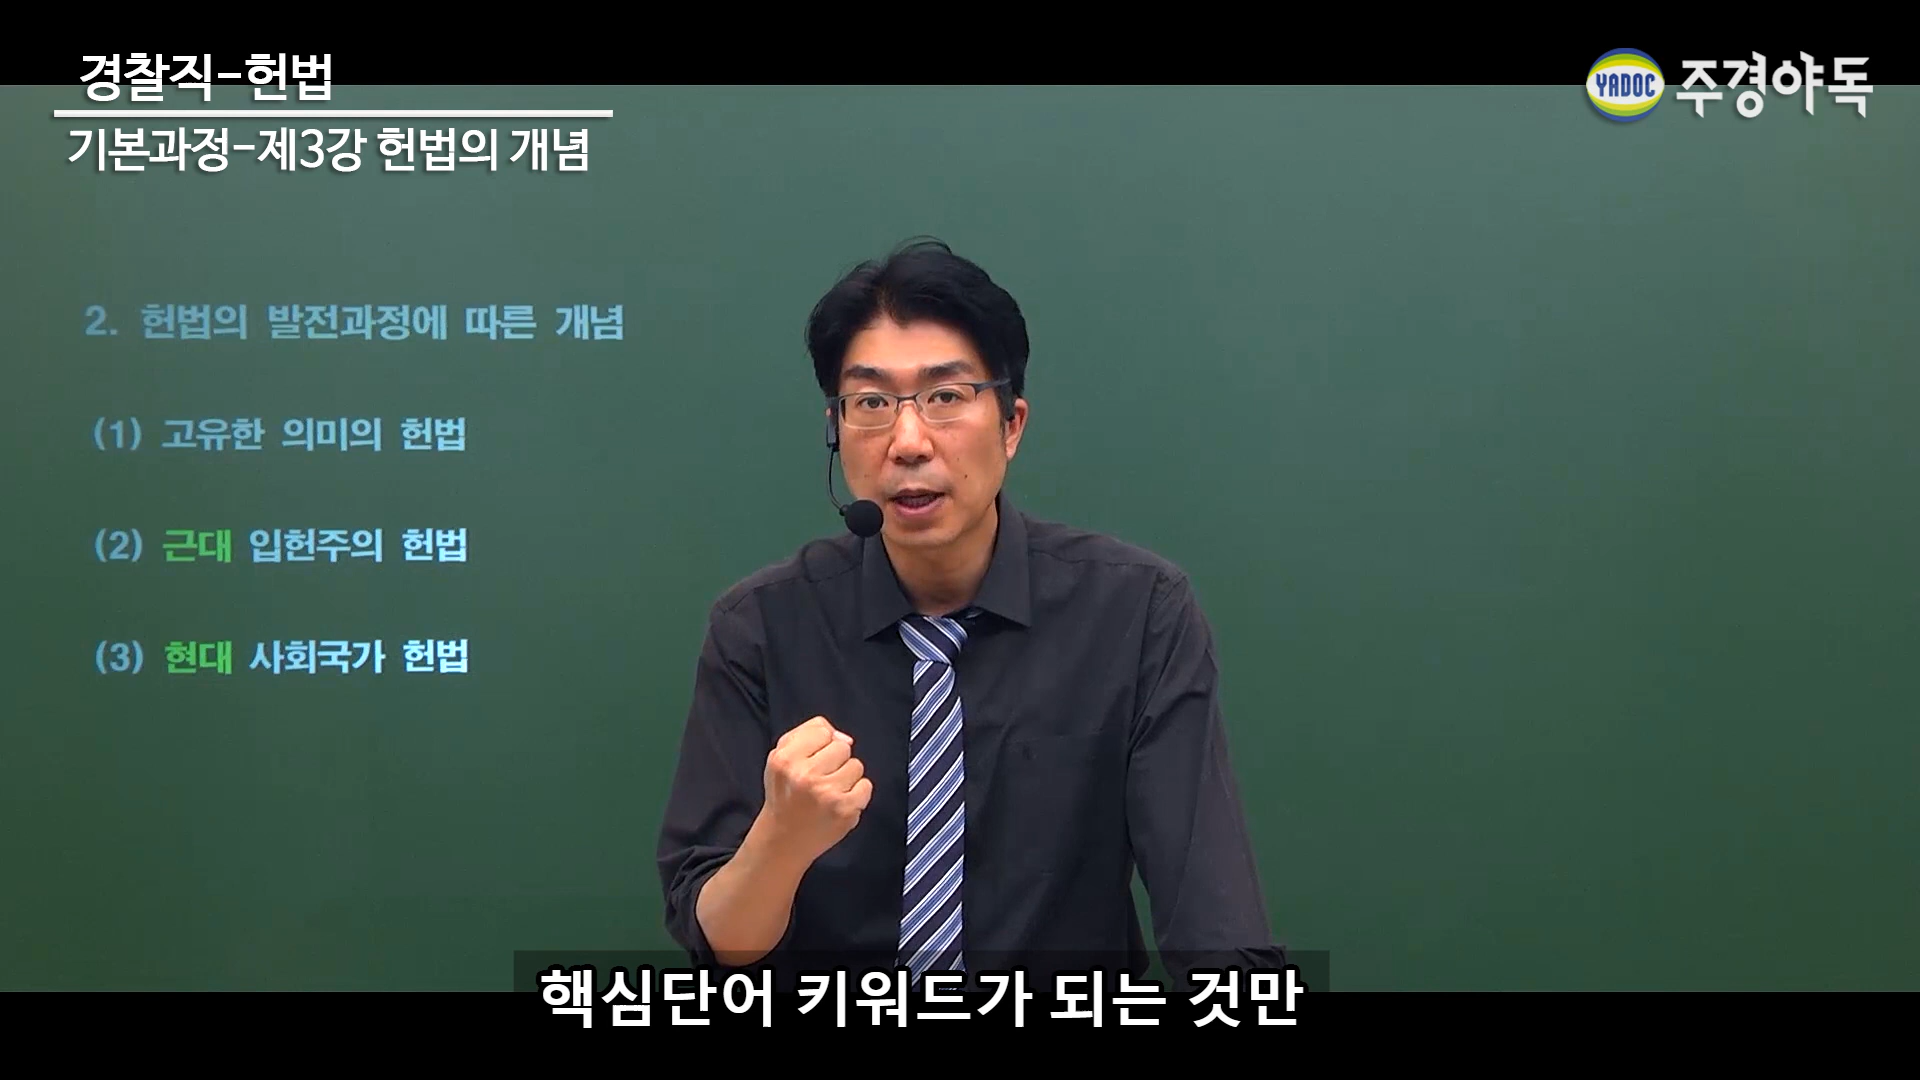 경찰직-헌법
기본과정-제3강 헌법의 개념
YADOC 주경야독
2. 헌법의 발전과정에 따른 개념
(1) 고유한 의미의 헌법
(2) 근대 입헌주의 헌법
(3) 현대 사회국가 헌법
핵심단어 키워드가 되는 것만